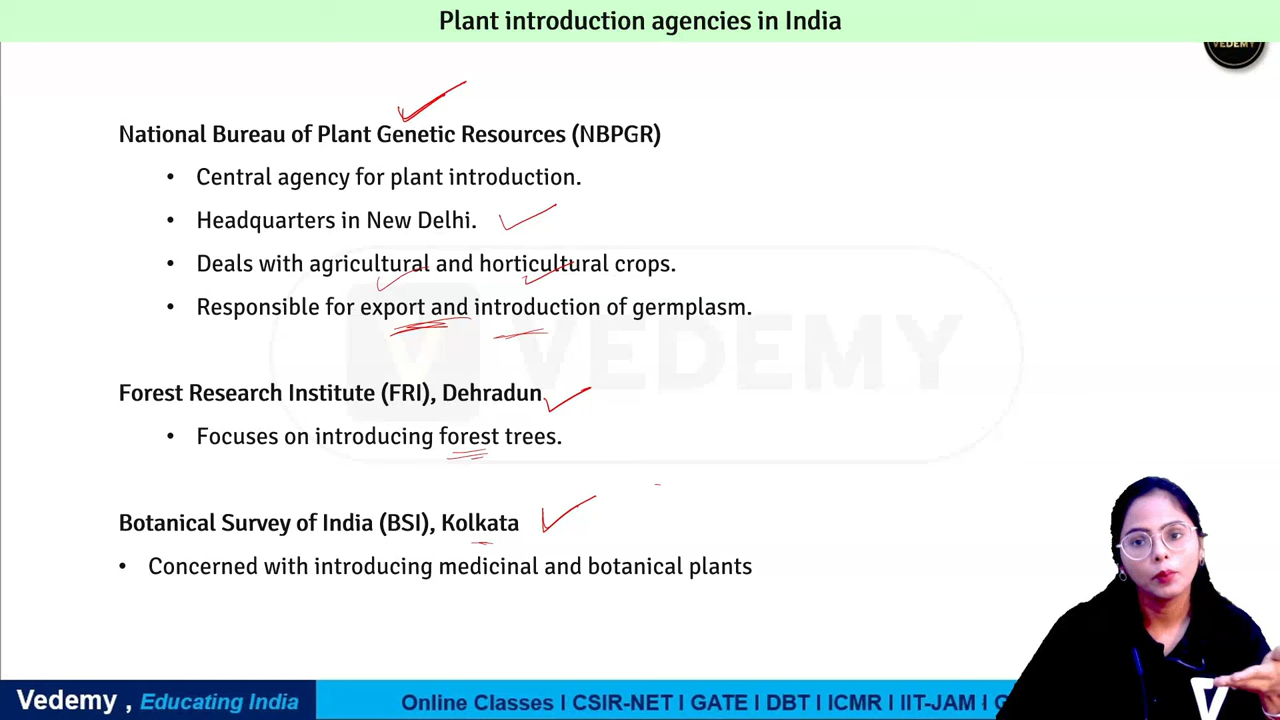 Plant introduction agencies in India
VEDEMY
National Bureau of Plant Genetic Resources (NBPGR)
• Central agency for plant introduction.
• Headquarters in New Delhi.
• Deals with agricultural and horticultural crops.
• Responsible for export and introduction of germplasm.
VEDEMY
Forest Research Institute (FRI), Dehradun
• Focuses on introducing forest trees.
Botanical Survey of India (BSI), Kolkata
• Concerned with introducing medicinal and botanical plants
Vedemy , Educating India
Online Classes I CSIR-NET I GATE I DBT I ICMR I IIT-JAM I